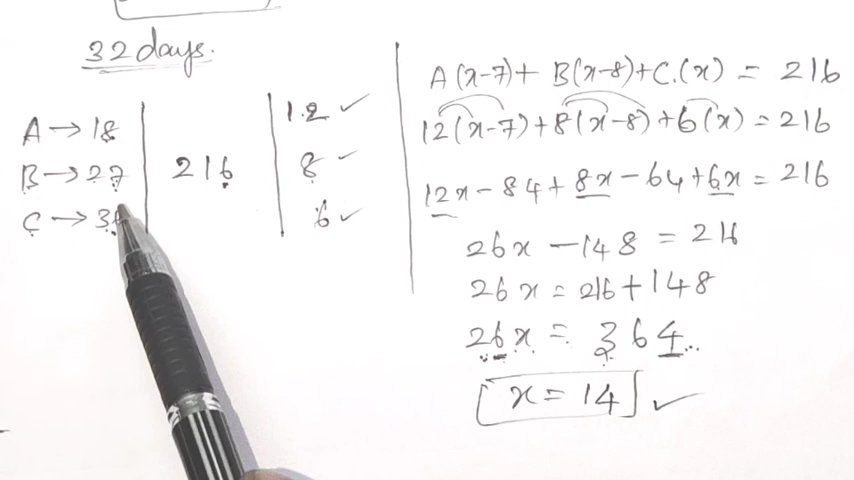 32 days.
A → 18
B → 27
C → 36
216
12 ✓
8 ✓
6 ✓
A(x-7) + B(x-8) + C.(x) = 216
12(x-7) + 8(x-8) + 6(x) = 216
12x - 84 + 8x - 64 + 6x = 216
26x - 148 = 216
26x = 216 + 148
26x = 364
x = 14 ✓